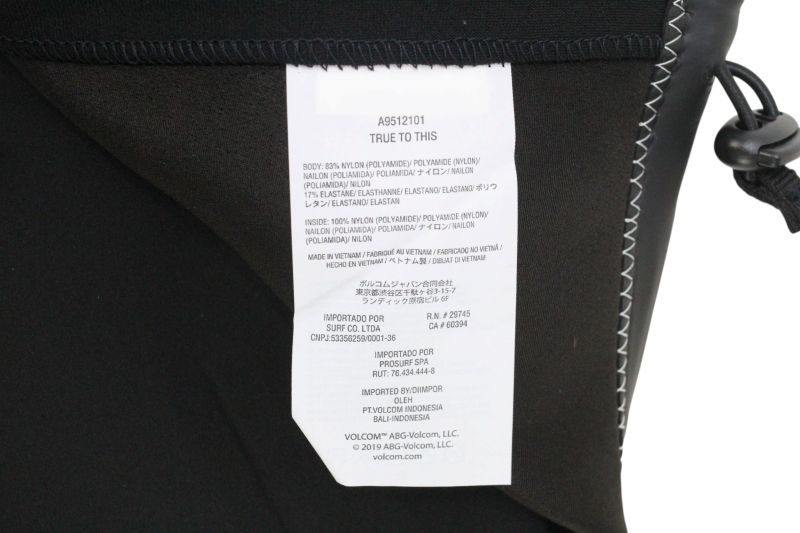 A9512101
TRUE TO THIS
BODY: 83% NYLON (POLYAMIDE)/ POLYAMIDE (NYLON)/
NAILON (POLIAMIDA)/ POLIAMIDA/ ナイロン/ NAILON
(POLIAMIDA)/ NILON
17% ELASTANE/ ELASTHANNE/ ELASTANO/ ELASTANO/ ポリウ
レタン/ ELASTANO/ ELASTAN
INSIDE: 100% NYLON (POLYAMIDE)/ POLYAMIDE (NYLON)/
NAILON (POLIAMIDA)/ POLIAMIDA/ ナイロン/ NAILON
(POLIAMIDA)/ NILON
MADE IN VIETNAM / FABRIQUÉ AU VIETNAM / FABRICADO NO VIETNÃ /
HECHO EN VIETNAM / ベトナム製 / DIBUAT DI VIETNAM
ボルコムジャパン合同会社
東京都渋谷区千駄ヶ谷3-15-7
ランディック原宿ビル 6F
IMPORTADO POR
SURF CO. LTDA
CNPJ:53356259/0001-36
R.N. # 29745
CA # 60394
IMPORTADO POR
PROSURF SPA
RUT: 76.434.444-8
IMPORTED BY/DIIMPOR
OLEH
PT.VOLCOM INDONESIA
BALI-INDONESIA
VOLCOM™ ABG-Volcom, LLC.
© 2019 ABG-Volcom, LLC.
volcom.com